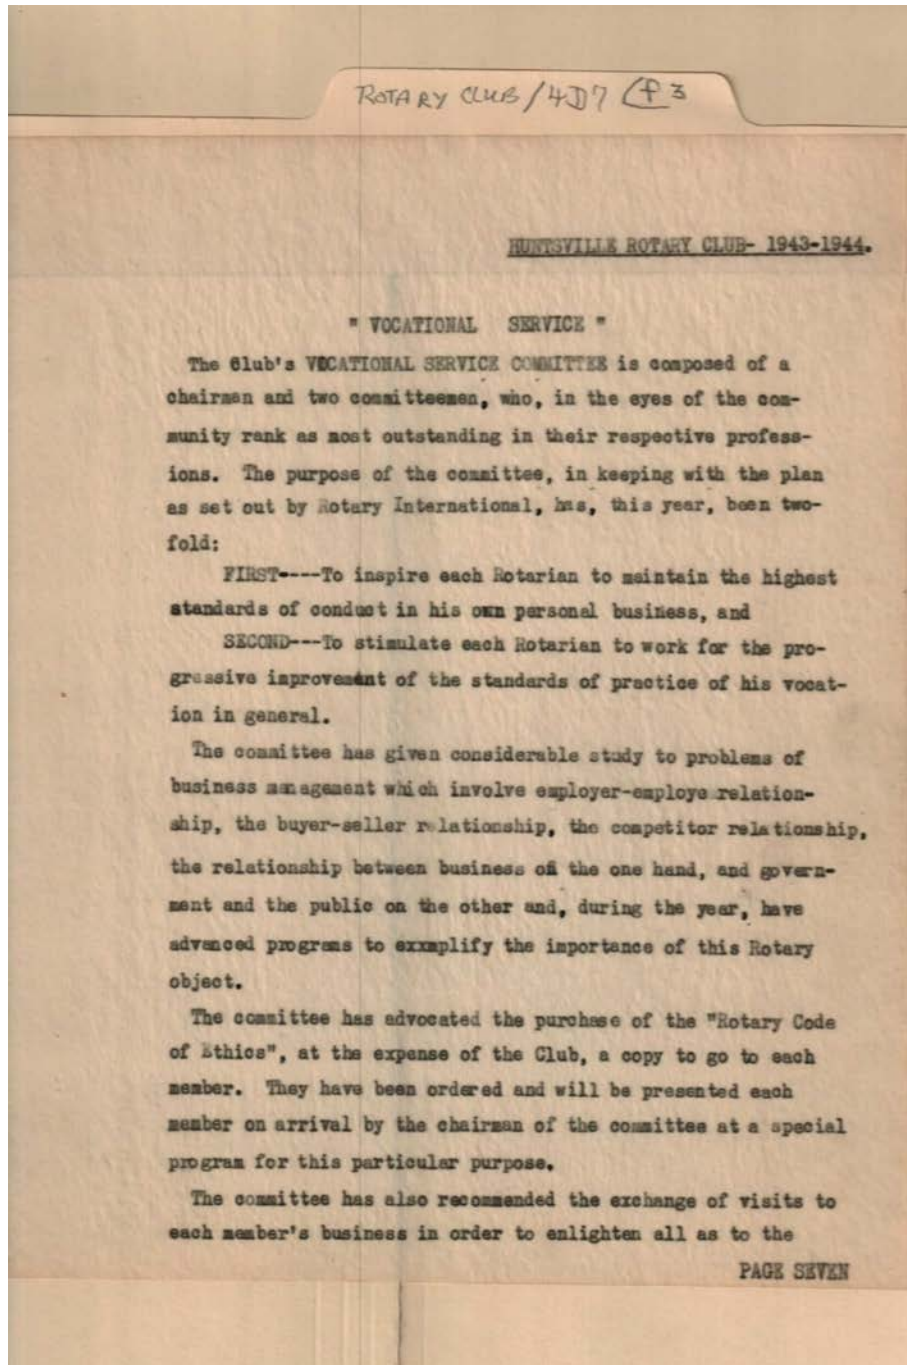 ROTARY CLUB/4D7 f3
HUNTSVILLE ROTARY CLUB- 1943-1944.
" VOCATIONAL SERVICE "
The Club's VOCATIONAL SERVICE COMMITTEE is composed of a
chairman and two committeemen, who, in the eyes of the com-
munity rank as most outstanding in their respective profess-
ions. The purpose of the committee, in keeping with the plan
as set out by Rotary International, has, this year, been two-
fold:
FIRST----To inspire each Rotarian to maintain the highest
standards of conduct in his own personal business, and
SECOND---To stimulate each Rotarian to work for the pro-
gressive improvement of the standards of practice of his vocat-
ion in general.
The committee has given considerable study to problems of
business management which involve employer-employe relation-
ship, the buyer-seller relationship, the competitor relationship,
the relationship between business on the one hand, and govern-
ment and the public on the other and, during the year, have
advanced programs to exxmplify the importance of this Rotary
object.
The committee has advocated the purchase of the "Rotary Code
of Ethics", at the expense of the Club, a copy to go to each
member. They have been ordered and will be presented each
member on arrival by the chairman of the committee at a special
program for this particular purpose.
The committee has also recommended the exchange of visits to
each member's business in order to enlighten all as to the
PAGE SEVEN